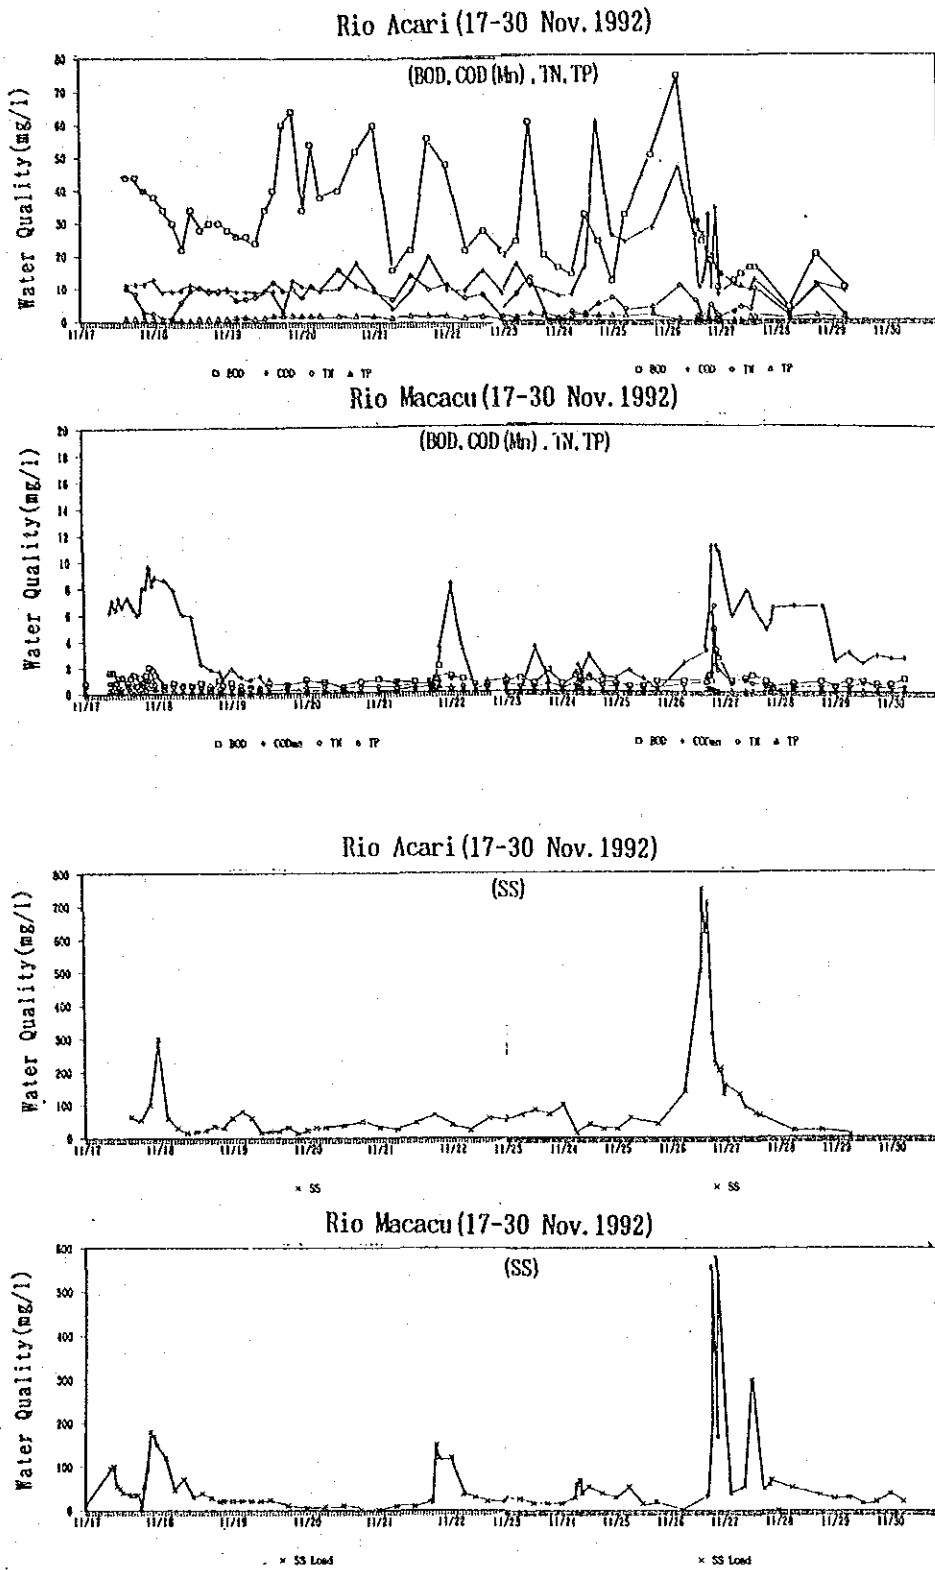 Rio Acari (17-30 Nov. 1992)
(BOD, COD (Mn), TN, TP)
Water Quality (mg/l)
80
70
60
50
40
30
20
10
0
11/17 11/18 11/19 11/20 11/21 11/22 11/23 11/24 11/25 11/26 11/27 11/28 11/29 11/30
□ BOD + COD ◇ TN ▲ TP □ BOD + COD ◇ TN ▲ TP
Rio Macacu (17-30 Nov. 1992)
(BOD, COD (Mn), TN, TP)
Water Quality (mg/l)
20
18
16
14
12
10
8
6
4
2
0
11/17 11/18 11/19 11/20 11/21 11/22 11/23 11/24 11/25 11/26 11/27 11/28 11/29 11/30
□ BOD + CODmn ◇ TN ▲ TP □ BOD + CODmn ◇ TN ▲ TP
Rio Acari (17-30 Nov. 1992)
(SS)
Water Quality (mg/l)
800
700
600
500
400
300
200
100
0
11/17 11/18 11/19 11/20 11/21 11/22 11/23 11/24 11/25 11/26 11/27 11/28 11/29 11/30
× SS × SS
Rio Macacu (17-30 Nov. 1992)
(SS)
Water Quality (mg/l)
600
500
400
300
200
100
0
11/17 11/18 11/19 11/20 11/21 11/22 11/23 11/24 11/25 11/26 11/27 11/28 11/29 11/30
× SS Load × SS Load